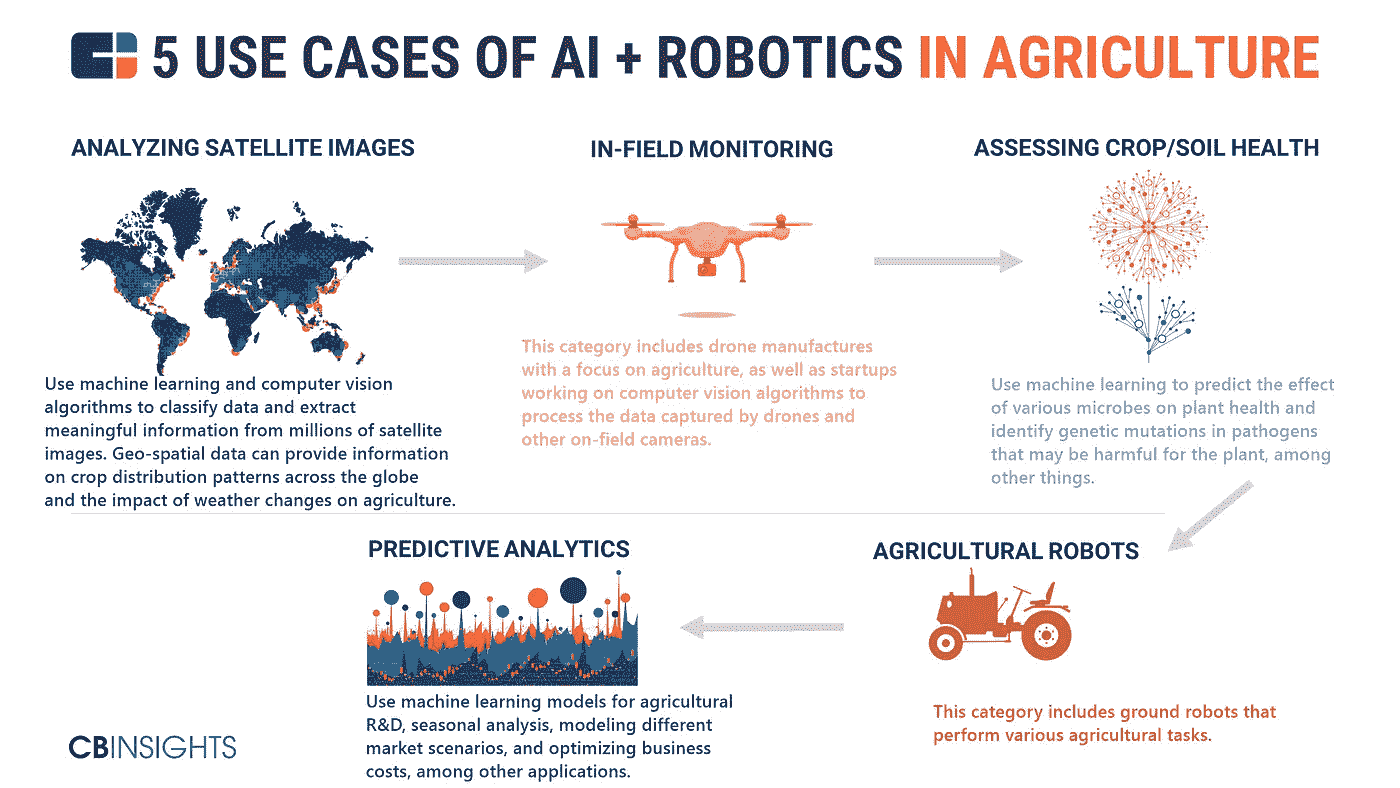 5 USE CASES OF AI + ROBOTICS IN AGRICULTURE
ANALYZING SATELLITE IMAGES
Use machine learning and computer vision
algorithms to classify data and extract
meaningful information from millions of satellite
images. Geo-spatial data can provide information
on crop distribution patterns across the globe
and the impact of weather changes on agriculture.
IN-FIELD MONITORING
This category includes drone manufactures
with a focus on agriculture, as well as startups
working on computer vision algorithms to
process the data captured by drones and
other on-field cameras.
ASSESSING CROP/SOIL HEALTH
Use machine learning to predict the effect
of various microbes on plant health and
identify genetic mutations in pathogens
that may be harmful for the plant, among
other things.
AGRICULTURAL ROBOTS
This category includes ground robots that
perform various agricultural tasks.
PREDICTIVE ANALYTICS
Use machine learning models for agricultural
R&D, seasonal analysis, modeling different
market scenarios, and optimizing business
costs, among other applications.
CBINSIGHTS